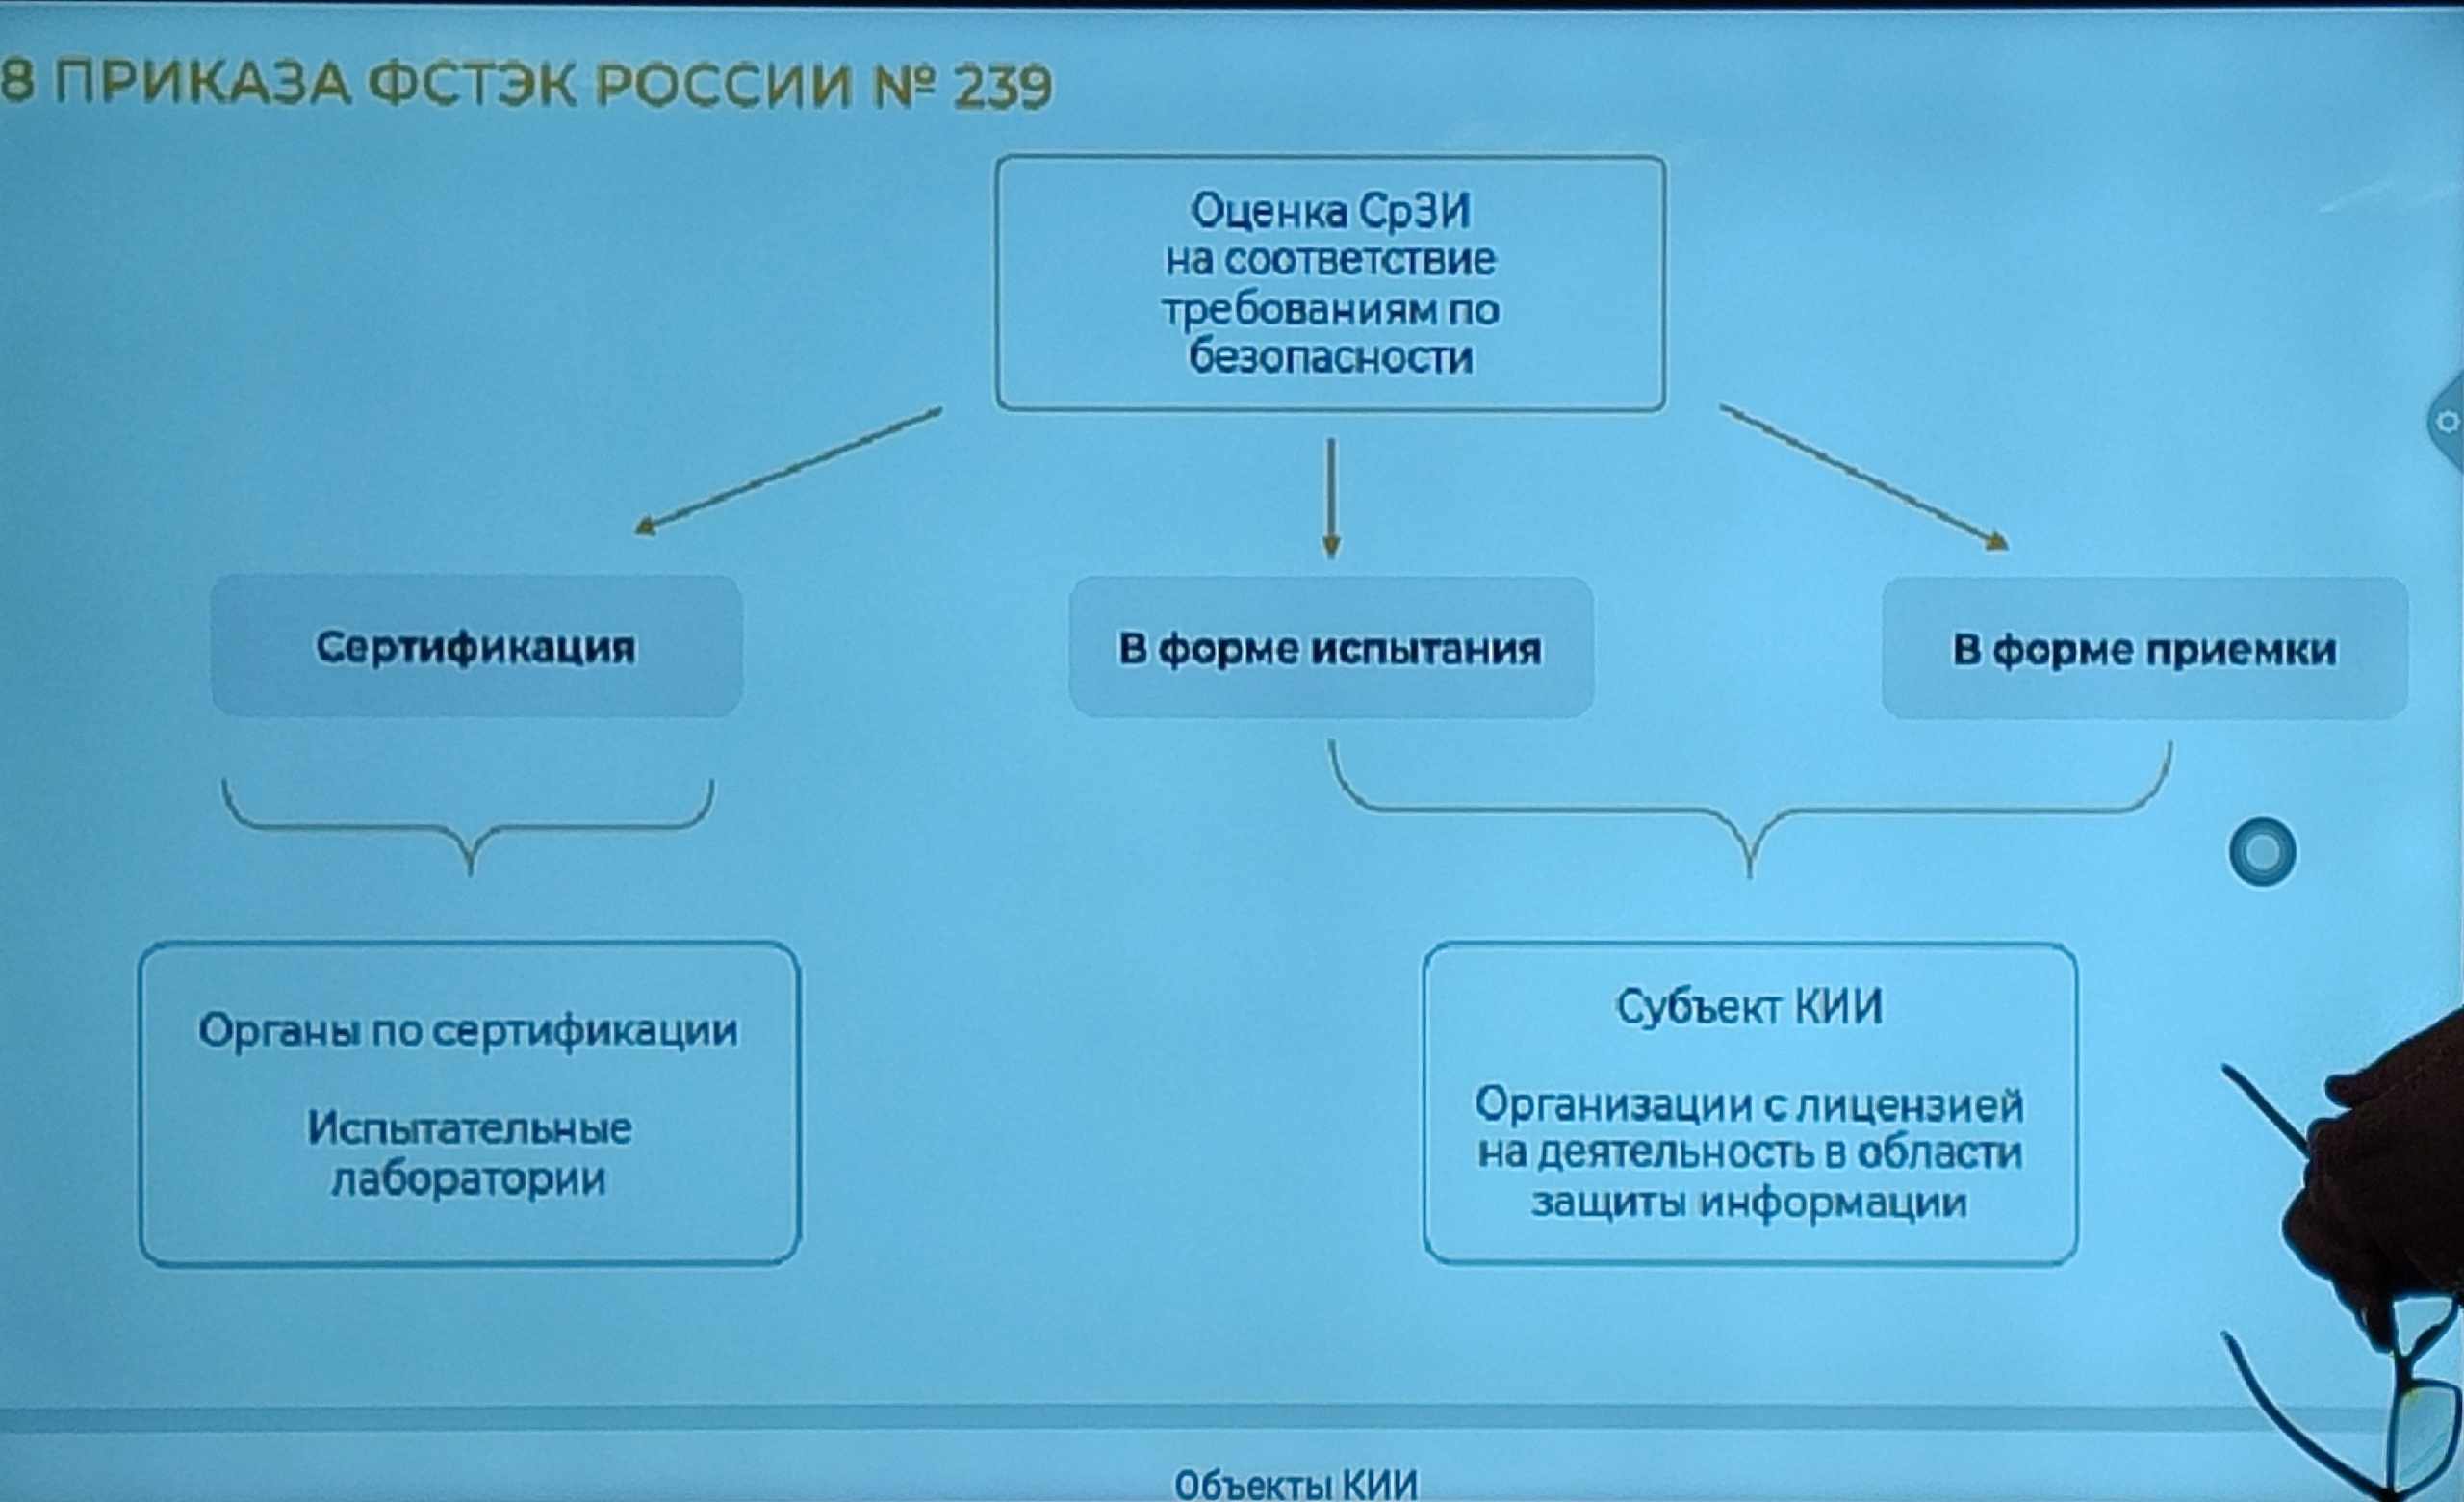 8 ПРИКАЗА ФСТЭК РОССИИ № 239
Оценка СрЗИ
на соответствие
требованиям по
безопасности
Сертификация
В форме испытания
В форме приемки
Органы по сертификации
Испытательные
лаборатории
Субъект КИИ
Организации с лицензией
на деятельность в области
защиты информации
Объекты КИИ